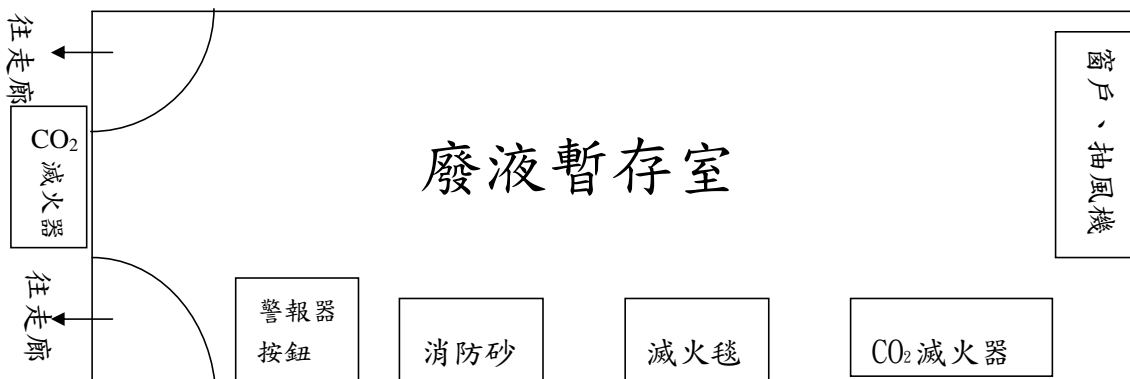 往走廊
CO₂
滅火器
往走廊
廢液暫存室
窗戶、抽風機
警報器
按鈕
消防砂
滅火毯
CO₂滅火器